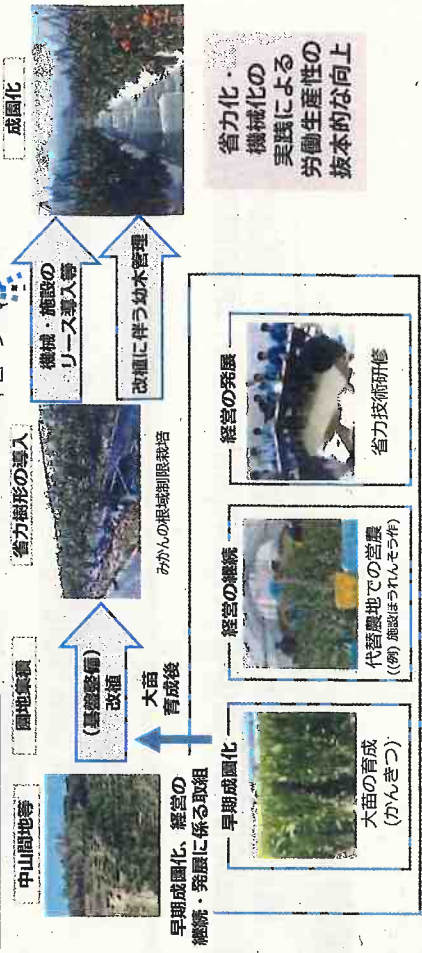 中山間地等
園地集積
(基盤整備)
改植
大苗
育成後
省力樹形の導入
みかんの根域制限栽培
機械・施設の
リース導入等
改植に伴う幼木管理
成園化
省力化・
機械化の
実践による
労働生産性の
抜本的な向上
早期成園化、経営の
継続・発展に係る取組
早期成園化
大苗の育成
(かんきつ)
経営の継続
代替農地での営農
((例)施設ほうれんそう作)
経営の発展
省力技術研修